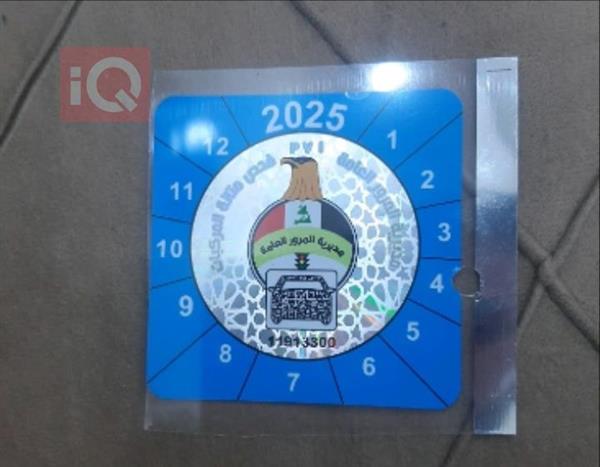 iQ
2025
PVI
مديرية المرور العامة
فحص متانة المركبات
مديرية المرور العامة
11913300
1
2
3
4
5
6
7
8
9
10
11
12